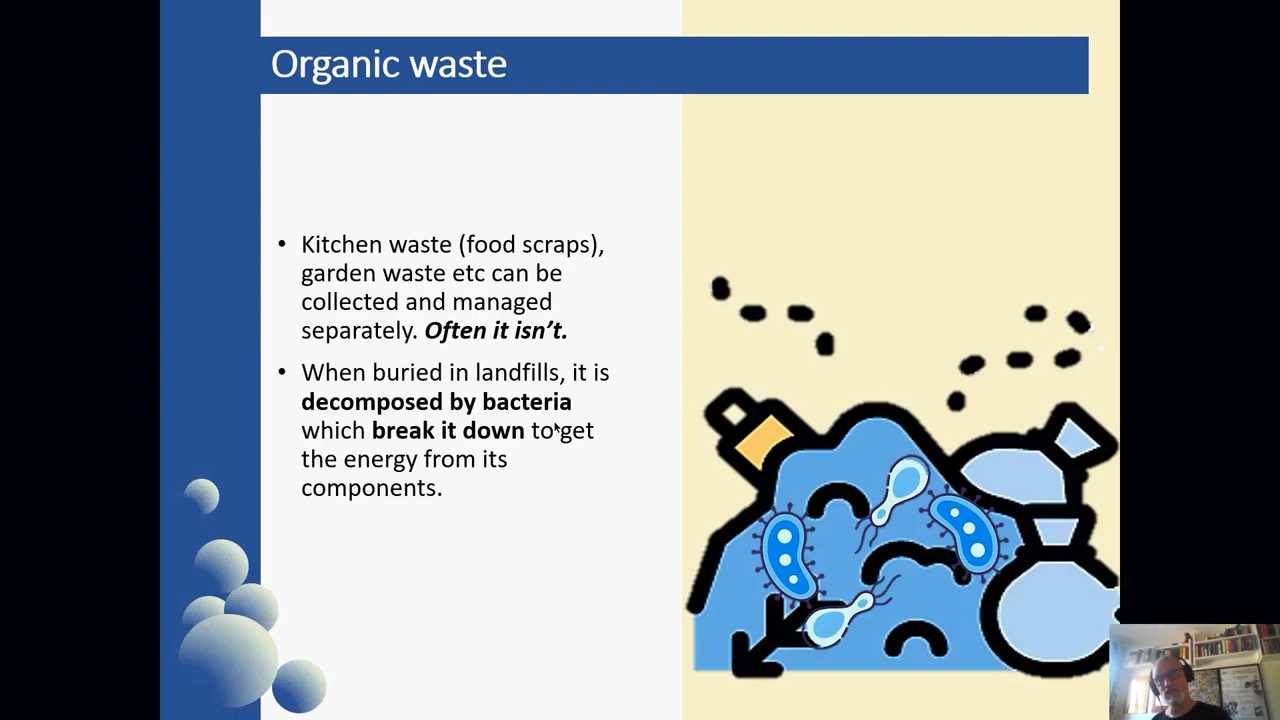 Organic waste
• Kitchen waste (food scraps),
garden waste etc can be
collected and managed
separately. Often it isn’t.
• When buried in landfills, it is
decomposed by bacteria
which break it down to get
the energy from its
components.